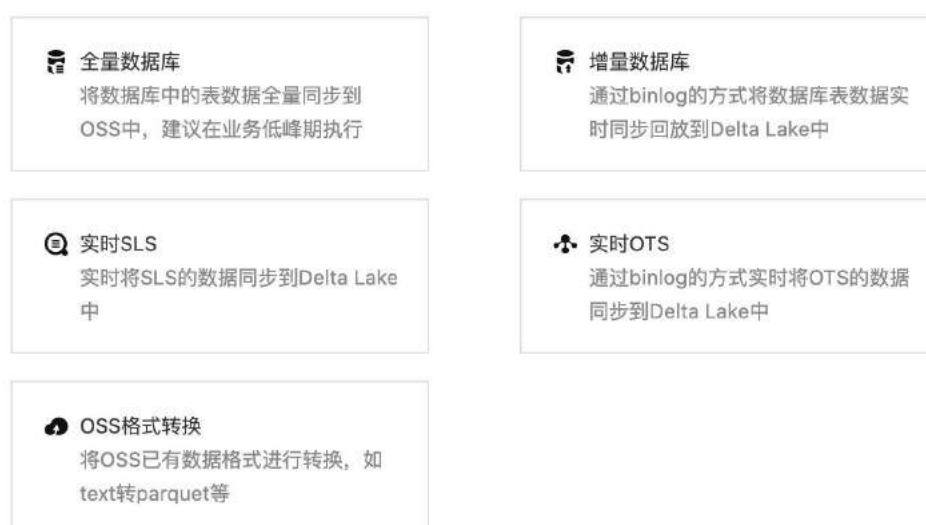 全量数据库
将数据库中的表数据全量同步到
OSS中，建议在业务低峰期执行
增量数据库
通过binlog的方式将数据库表数据实
时同步回放到Delta Lake中
实时SLS
实时将SLS的数据同步到Delta Lake
中
实时OTS
通过binlog的方式实时将OTS的数据
同步到Delta Lake中
OSS格式转换
将OSS已有数据格式进行转换，如
text转parquet等